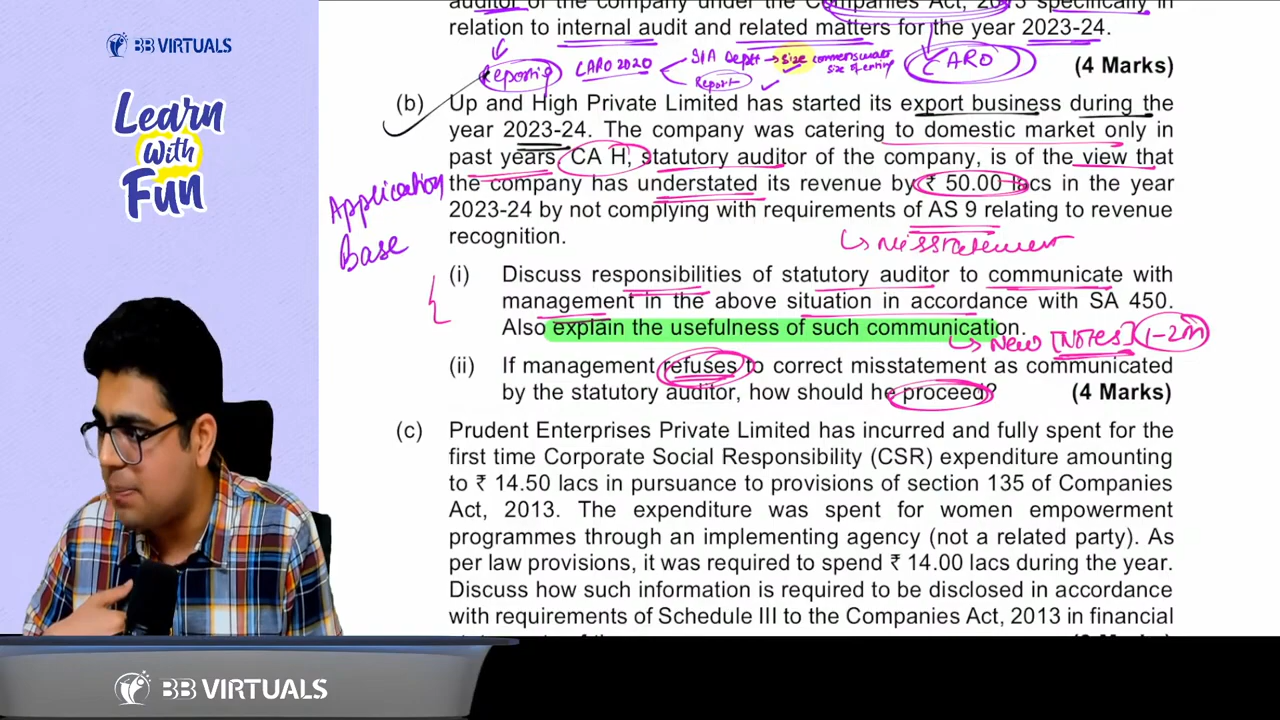 BB VIRTUALS
Learn
With
Fun
auditor of the company under the Companies Act, 2013 specifically in
relation to internal audit and related matters for the year 2023-24.
(4 Marks)
Reporting
CARO 2020
Size
Report
CARO
(b) Up and High Private Limited has started its export business during the
year 2023-24. The company was catering to domestic market only in
past years. CA H, statutory auditor of the company, is of the view that
the company has understated its revenue by ₹ 50.00 lacs in the year
2023-24 by not complying with requirements of AS 9 relating to revenue
recognition.
Application
Base
misstatement
(i) Discuss responsibilities of statutory auditor to communicate with
management in the above situation in accordance with SA 450.
Also explain the usefulness of such communication.
New [Notes] 1-2m
(ii) If management refuses to correct misstatement as communicated
by the statutory auditor, how should he proceed? (4 Marks)
(c) Prudent Enterprises Private Limited has incurred and fully spent for the
first time Corporate Social Responsibility (CSR) expenditure amounting
to ₹ 14.50 lacs in pursuance to provisions of section 135 of Companies
Act, 2013. The expenditure was spent for women empowerment
programmes through an implementing agency (not a related party). As
per law provisions, it was required to spend ₹ 14.00 lacs during the year.
Discuss how such information is required to be disclosed in accordance
with requirements of Schedule III to the Companies Act, 2013 in financial
BB VIRTUALS